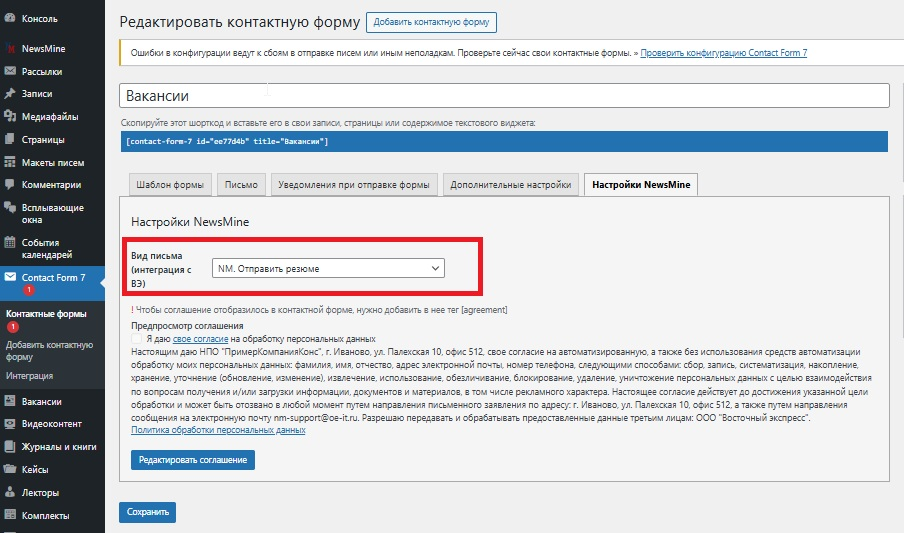 Консоль
NewsMine
Рассылки
Записи
Медиафайлы
Страницы
Макеты писем
Комментарии
Всплывающие
окна
События
календарей
Contact Form 7
1
Контактные формы
1
Добавить контактную
форму
Интеграция
Вакансии
Видеоконтент
Журналы и книги
Кейсы
Лекторы
Комплекты
Редактировать контактную форму
Добавить контактную форму
Ошибки в конфигурации ведут к сбоям в отправке писем или иным неполадкам. Проверьте сейчас свои контактные формы. » Проверить конфигурацию Contact Form 7
Вакансии
Скопируйте этот шорткод и вставьте его в свои записи, страницы или содержимое текстового виджета:
[contact-form-7 id="ee77d4b" title="Вакансии"]
Шаблон формы
Письмо
Уведомления при отправке формы
Дополнительные настройки
Настройки NewsMine
Настройки NewsMine
Вид письма
(интеграция с
ВЭ)
NM: Отправить резюме
! Чтобы соглашение отобразилось в контактной форме, нужно добавить в нее тег [agreement]
Предпросмотр соглашения
Я даю свое согласие на обработку персональных данных
Настоящим даю НПО "ПримерКомпанияКонс", г. Иваново, ул. Палехская 10, офис 512, свое согласие на автоматизированную, а также без использования средств автоматизации
обработку моих персональных данных: фамилия, имя, отчество, адрес электронной почты, номер телефона, следующими способами: сбор, запись, систематизация, накопление,
хранение, уточнение (обновление, изменение), извлечение, использование, обезличивание, блокирование, удаление, уничтожение персональных данных с целью взаимодействия
по вопросам получения и/или загрузки информации, документов и материалов, в том числе рекламного характера. Настоящее согласие действует до достижения указанной цели
обработки и может быть отозвано в любой момент путем направления письменного заявления по адресу: г. Иваново, ул. Палехская 10, офис 512, а также путем направления
сообщения на электронную почту nm-support@oe-it.ru. Разрешаю передавать и обрабатывать предоставленные данные третьим лицам: ООО "Восточный экспресс".
Политика обработки персональных данных
Редактировать соглашение
Сохранить